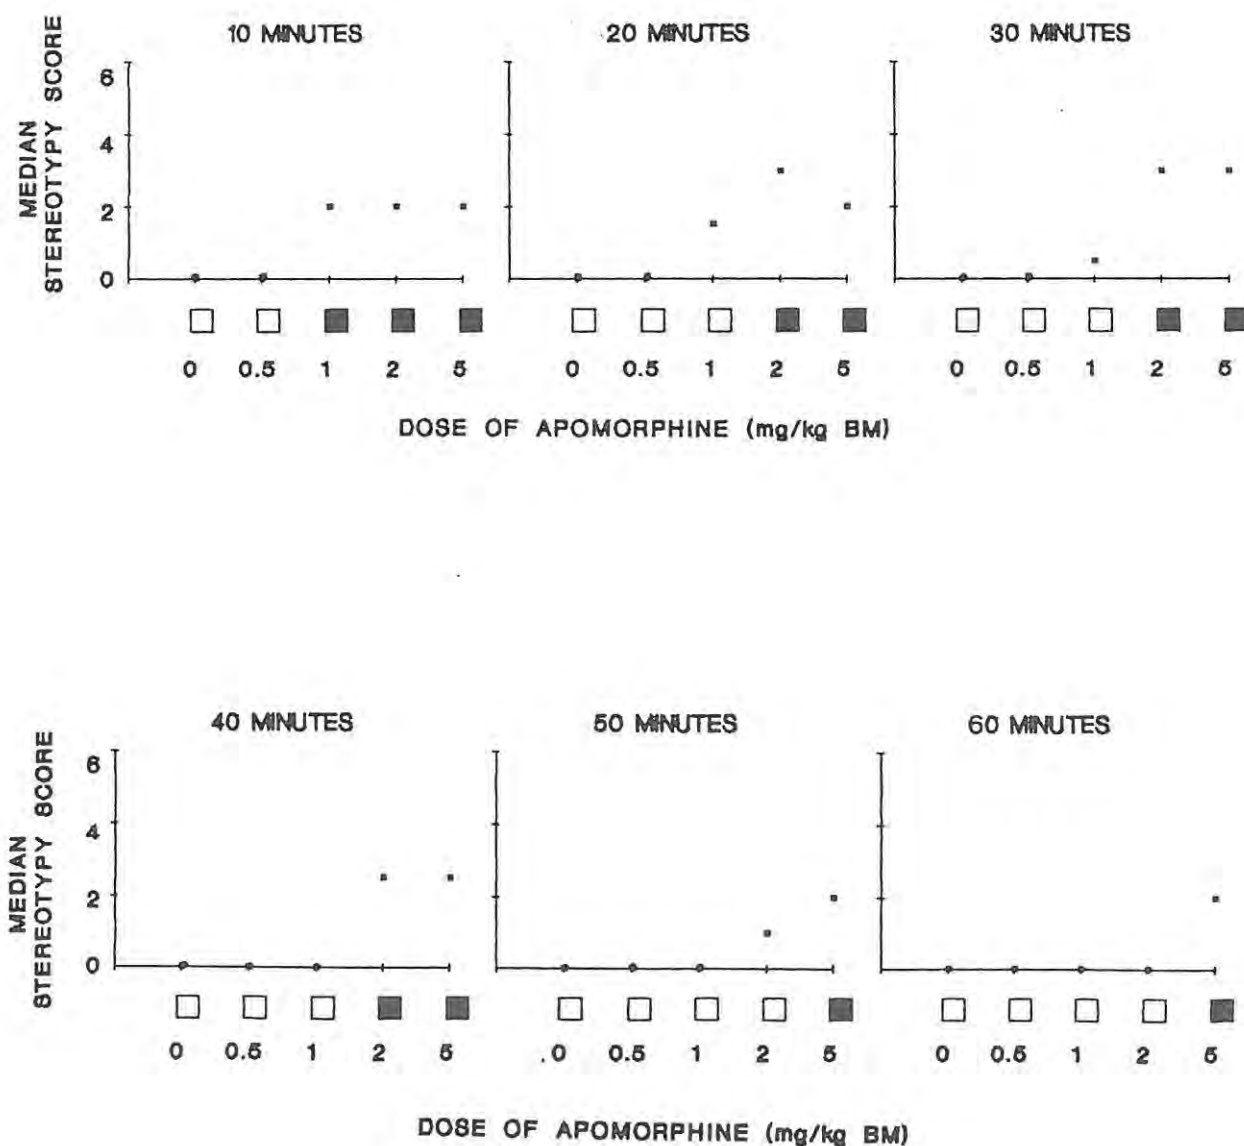 10 MINUTES 20 MINUTES 30 MINUTES
MEDIAN
STEREOTYPY SCORE
6
4
2
0
0 0.5 1 2 5 0 0.5 1 2 5 0 0.5 1 2 5
DOSE OF APOMORPHINE (mg/kg BM)
40 MINUTES 50 MINUTES 60 MINUTES
MEDIAN
STEREOTYPY SCORE
6
4
2
0
0 0.5 1 2 5 0 0.5 1 2 5 0 0.5 1 2 5
DOSE OF APOMORPHINE (mg/kg BM)